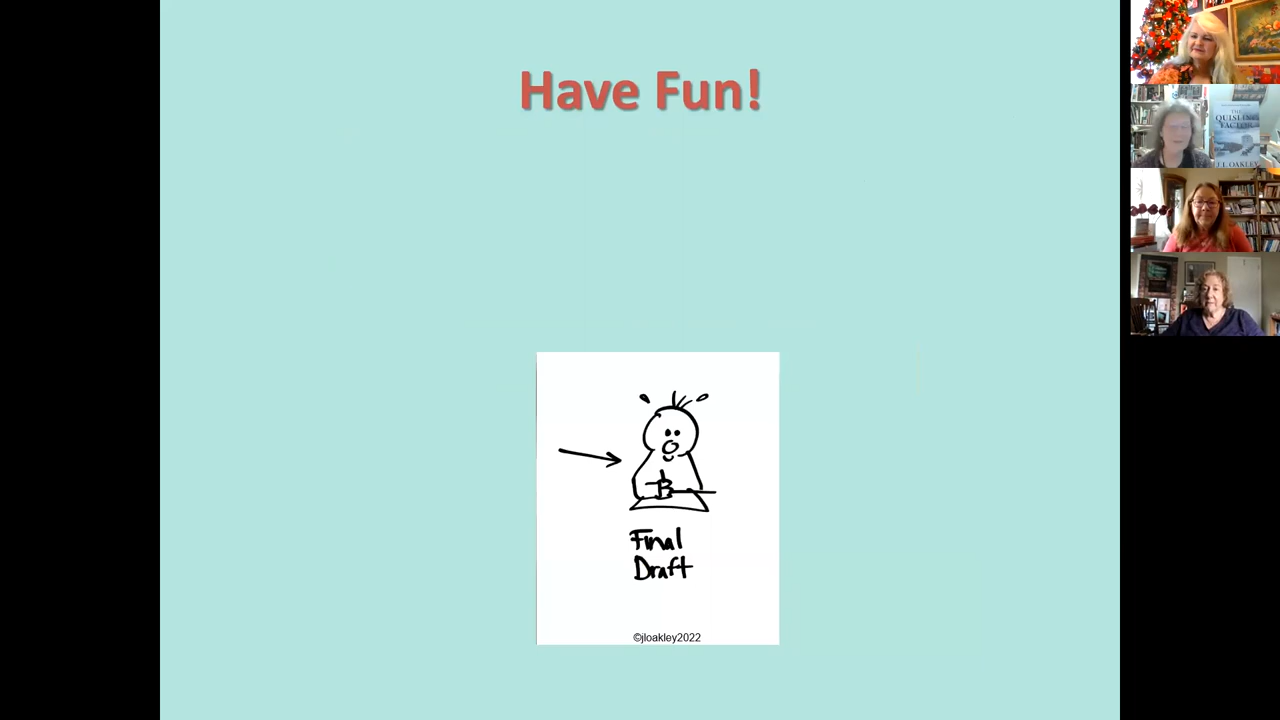 Have Fun!
Final
Draft
©jloakley2022
THE
QUISLING
FACTOR
J.L. OAKLEY